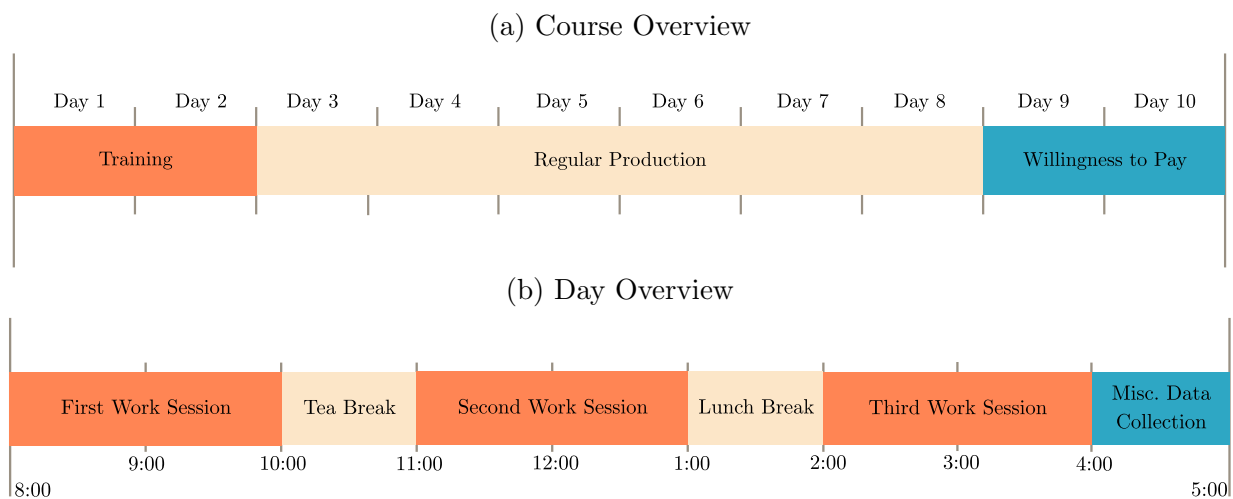 (a) Course Overview
Day 1 Day 2 Day 3 Day 4 Day 5 Day 6 Day 7 Day 8 Day 9 Day 10
Training Regular Production Willingness to Pay
(b) Day Overview
First Work Session Tea Break Second Work Session Lunch Break Third Work Session Misc. Data
Collection
9:00 10:00 11:00 12:00 1:00 2:00 3:00 4:00
8:00 5:00